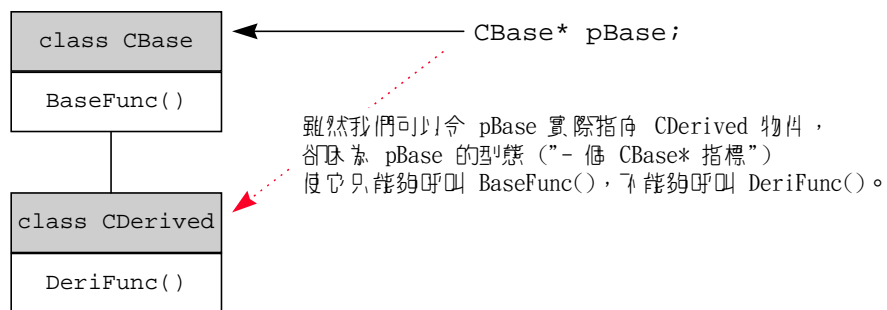 class CBase
CBase* pBase;
BaseFunc()
雖然我們可以令 pBase 實際指向 CDerived 物件，
卻因為 pBase 的型態（"一個 CBase* 指標"）
使它只能夠呼叫 BaseFunc()，不能夠呼叫 DeriFunc()。
class CDerived
DeriFunc()